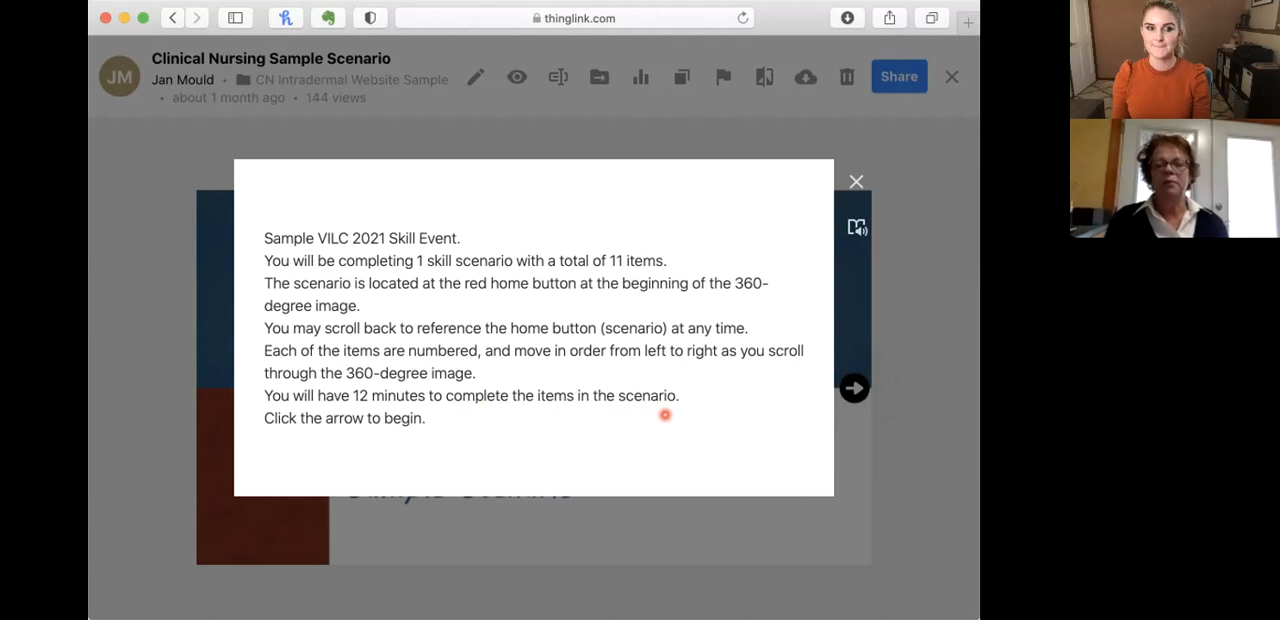 thinglink.com
Clinical Nursing Sample Scenario
JM
Jan Mould • CN Intradermal Website Sample
• about 1 month ago • 144 views
Share
Sample VILC 2021 Skill Event.
You will be completing 1 skill scenario with a total of 11 items.
The scenario is located at the red home button at the beginning of the 360-
degree image.
You may scroll back to reference the home button (scenario) at any time.
Each of the items are numbered, and move in order from left to right as you scroll
through the 360-degree image.
You will have 12 minutes to complete the items in the scenario.
Click the arrow to begin.